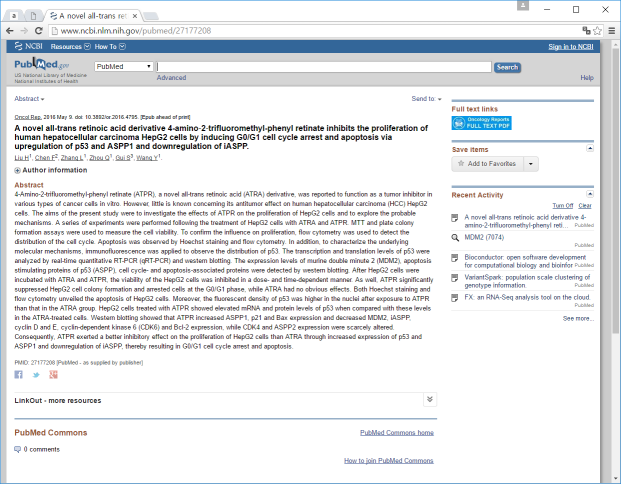 A novel all-trans ret
www.ncbi.nlm.nih.gov/pubmed/27177208
NCBI Resources How To Sign in to NCBI
PubMed.gov
US National Library of Medicine
National Institutes of Health
PubMed
Search
Advanced
Help
Abstract
Send to:
Oncol Rep. 2016 May 9. doi: 10.3892/or.2016.4795. [Epub ahead of print]
A novel all-trans retinoic acid derivative 4-amino-2-trifluoromethyl-phenyl retinate inhibits the proliferation of
human hepatocellular carcinoma HepG2 cells by inducing G0/G1 cell cycle arrest and apoptosis via
upregulation of p53 and ASPP1 and downregulation of iASPP.
Liu H1, Chen F2, Zhang L1, Zhou Q1, Gui S3, Wang Y1.
Author information
Abstract
4-Amino-2-trifluoromethyl-phenyl retinate (ATPR), a novel all-trans retinoic acid (ATRA) derivative, was reported to function as a tumor inhibitor in
various types of cancer cells in vitro. However, little is known concerning its antitumor effect on human hepatocellular carcinoma (HCC) HepG2
cells. The aims of the present study were to investigate the effects of ATPR on the proliferation of HepG2 cells and to explore the probable
mechanisms. A series of experiments were performed following the treatment of HepG2 cells with ATRA and ATPR. MTT and plate colony
formation assays were used to measure the cell viability. To confirm the influence on proliferation, flow cytometry was used to detect the
distribution of the cell cycle. Apoptosis was observed by Hoechst staining and flow cytometry. In addition, to characterize the underlying
molecular mechanisms, immunofluorescence was applied to observe the distribution of p53. The transcription and translation levels of p53 were
analyzed by real-time quantitative RT-PCR (qRT-PCR) and western blotting. The expression levels of murine double minute 2 (MDM2), apoptosis
stimulating proteins of p53 (ASPP), cell cycle- and apoptosis-associated proteins were detected by western blotting. After HepG2 cells were
incubated with ATRA and ATPR, the viability of the HepG2 cells was inhibited in a dose- and time-dependent manner. As well, ATPR significantly
suppressed HepG2 cell colony formation and arrested cells at the G0/G1 phase, while ATRA had no obvious effects. Both Hoechst staining and
flow cytometry unveiled the apoptosis of HepG2 cells. Moreover, the fluorescent density of p53 was higher in the nuclei after exposure to ATPR
than that in the ATRA group. HepG2 cells treated with ATPR showed elevated mRNA and protein levels of p53 when compared with these levels
in the ATRA-treated cells. Western blotting showed that ATPR increased ASPP1, p21 and Bax expression and decreased MDM2, iASPP,
cyclin D and E, cyclin-dependent kinase 6 (CDK6) and Bcl-2 expression, while CDK4 and ASPP2 expression were scarcely altered.
Consequently, ATPR exerted a better inhibitory effect on the proliferation of HepG2 cells than ATRA through increased expression of p53 and
ASPP1 and downregulation of iASPP, thereby resulting in G0/G1 cell cycle arrest and apoptosis.
PMID: 27177208 [PubMed - as supplied by publisher]
LinkOut - more resources
PubMed Commons
PubMed Commons home
0 comments
How to join PubMed Commons
Full text links
Oncology Reports
FULL TEXT PDF
Save items
Add to Favorites
Recent Activity
Turn Off Clear
A novel all-trans retinoic acid derivative 4-
amino-2-trifluoromethyl-phenyl reti... PubMed
MDM2 (7074)
PubMed
Bioconductor: open software development
for computational biology and bioinfor PubMed
VariantSpark: population scale clustering of
genotype information. PubMed
FX: an RNA-Seq analysis tool on the cloud.
PubMed
See more...